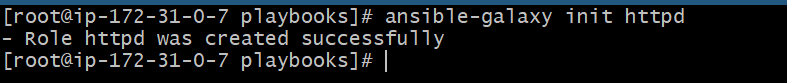 [root@ip-172-31-0-7 playbooks]# ansible-galaxy init httpd
- Role httpd was created successfully
[root@ip-172-31-0-7 playbooks]#